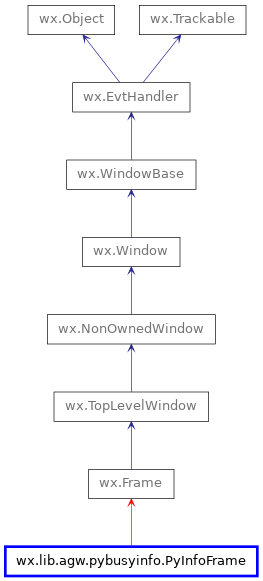 wx.Object
wx.Trackable
wx.EvtHandler
wx.WindowBase
wx.Window
wx.NonOwnedWindow
wx.TopLevelWindow
wx.Frame
wx.lib.agw.pybusyinfo.PyInfoFrame